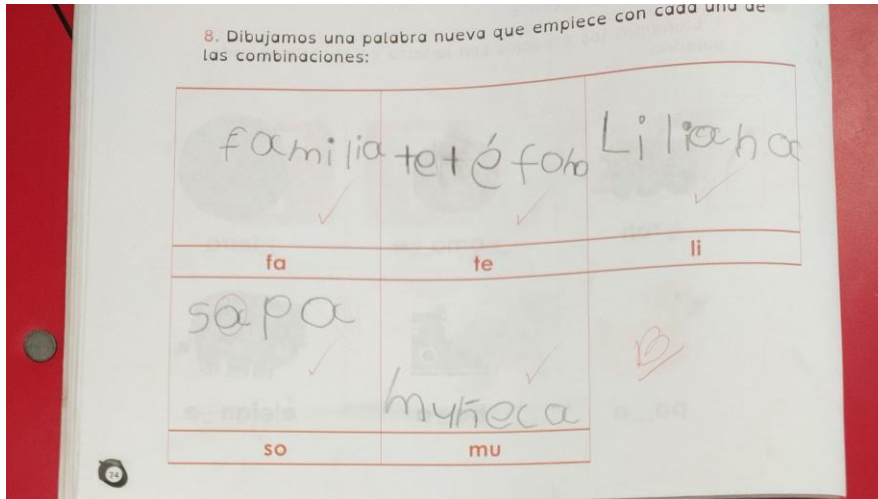 8. Dibujamos una palabra nueva que empiece con cada una de
las combinaciones:
familia tetéfono Liliana
fa te li
sapa
muñeca
so mu
B
24